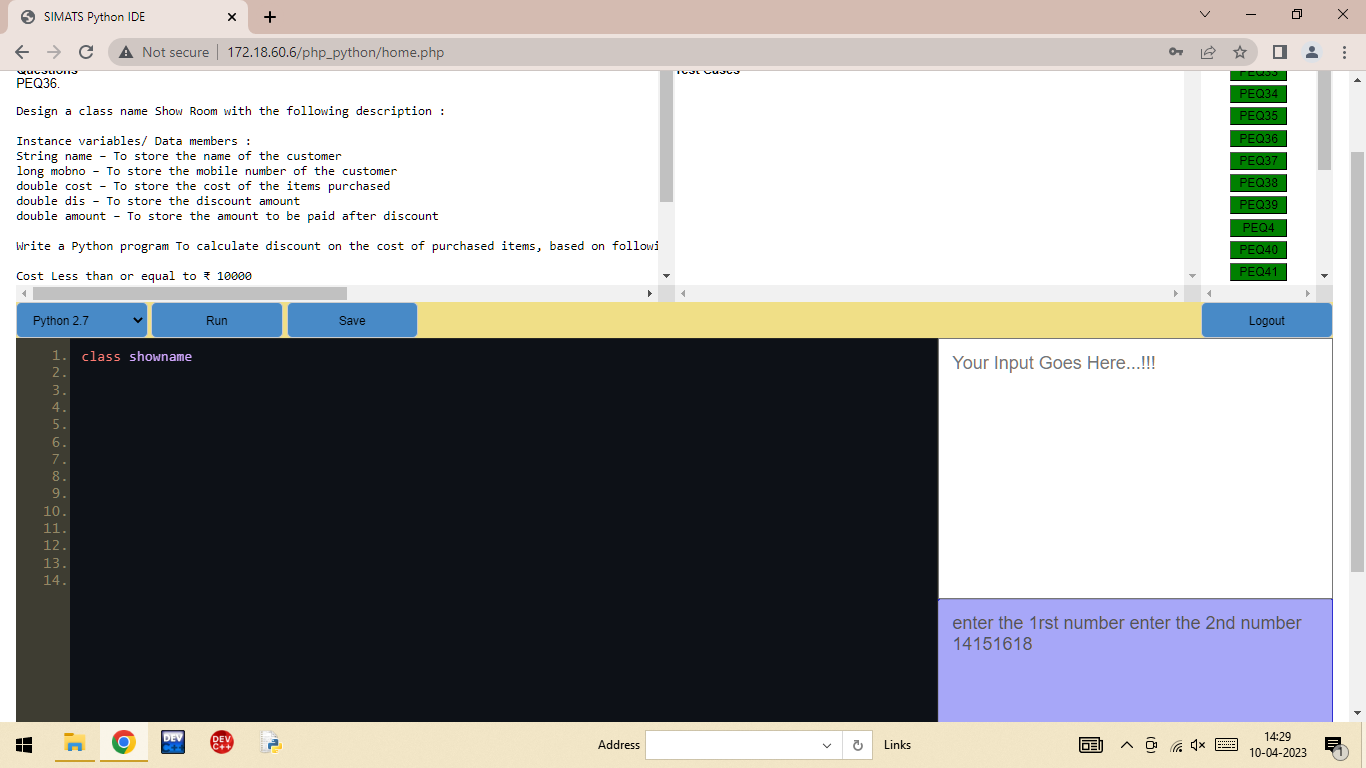 SIMATS Python IDE
Not secure
172.18.60.6/php_python/home.php
Questions
PEQ36.
Design a class name Show Room with the following description :
Instance variables/ Data members :
String name – To store the name of the customer
long mobno – To store the mobile number of the customer
double cost – To store the cost of the items purchased
double dis – To store the discount amount
double amount – To store the amount to be paid after discount
Write a Python program To calculate discount on the cost of purchased items, based on followi
Cost Less than or equal to ₹ 10000
Test Cases
PEQ33
PEQ34
PEQ35
PEQ36
PEQ37
PEQ38
PEQ39
PEQ4
PEQ40
PEQ41
Python 2.7
Run
Save
Logout
1. class showname
2.
3.
4.
5.
6.
7.
8.
9.
10.
11.
12.
13.
14.
Your Input Goes Here...!!!
enter the 1rst number enter the 2nd number
14151618
DEV
C++
DEV
C++
Address
Links
14:29
10-04-2023
1